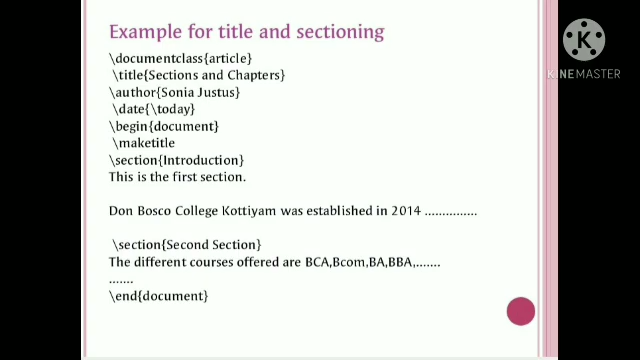 Example for title and sectioning
\documentclass{article}
\title{Sections and Chapters}
\author{Sonia Justus}
\date{\today}
\begin{document}
\maketitle
\section{Introduction}
This is the first section.
Don Bosco College Kottiyam was established in 2014 ...............
\section{Second Section}
The different courses offered are BCA,Bcom,BA,BBA,.......
.......
\end{document}
KINEMASTER